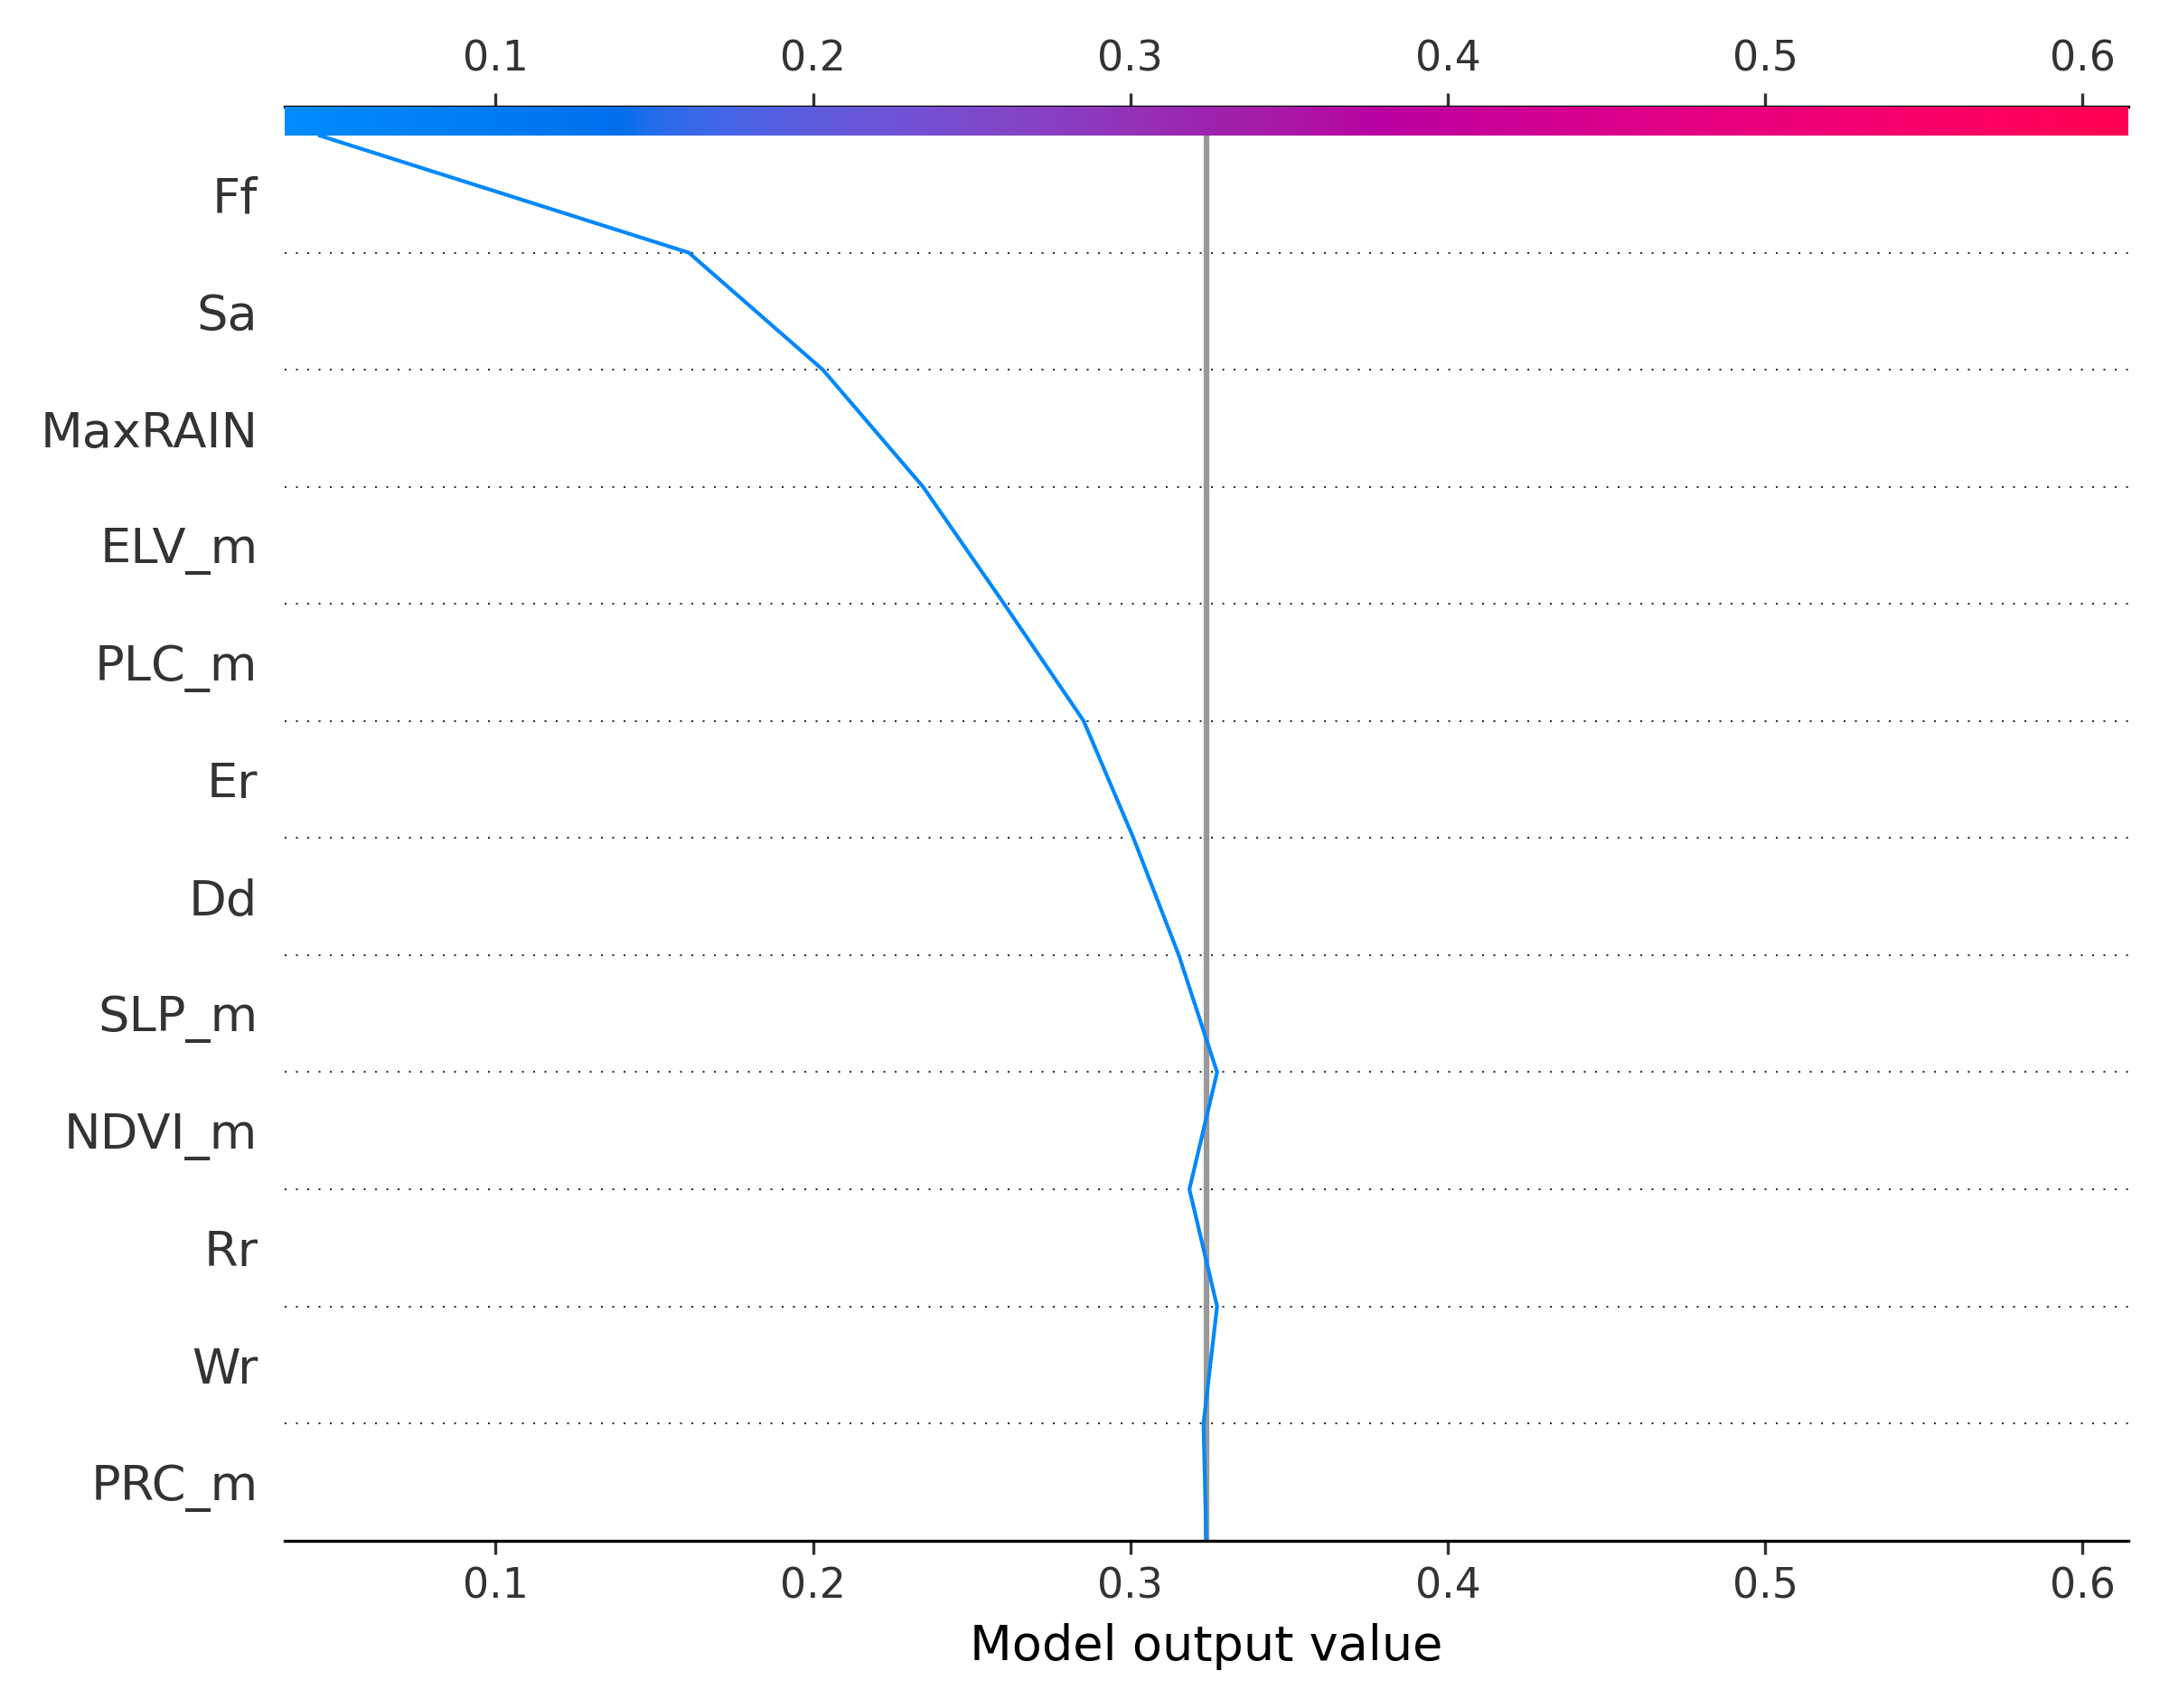 0.1 0.2 0.3 0.4 0.5 0.6
Ff
Sa
MaxRAIN
ELV_m
PLC_m
Er
Dd
SLP_m
NDVI_m
Rr
Wr
PRC_m
0.1 0.2 0.3 0.4 0.5 0.6
Model output value